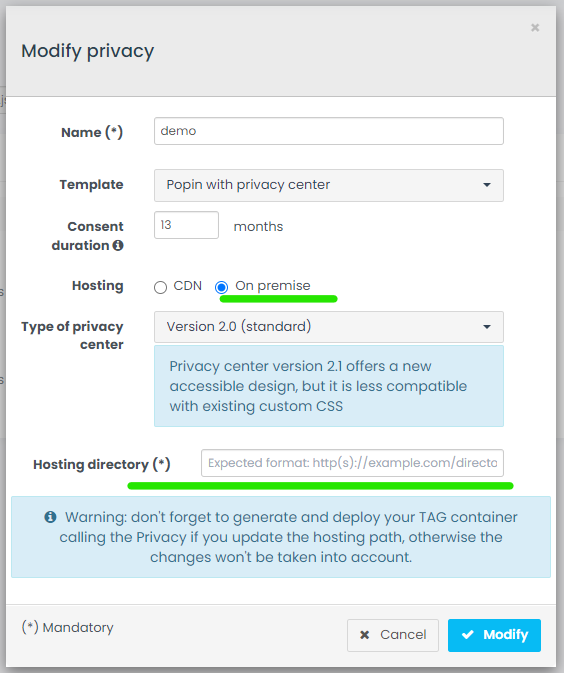 ×
Modify privacy
Name (*)
demo
Template
Popin with privacy center
Consent
duration
13
months
Hosting
CDN
On premise
Type of privacy
center
Version 2.0 (standard)
Privacy center version 2.1 offers a new
accessible design, but it is less compatible
with existing custom CSS
Hosting directory (*)
Expected format: http(s)://example.com/directo
Warning: don't forget to generate and deploy your TAG container
calling the Privacy if you update the hosting path, otherwise the
changes won't be taken into account.
(*) Mandatory
Cancel
Modify